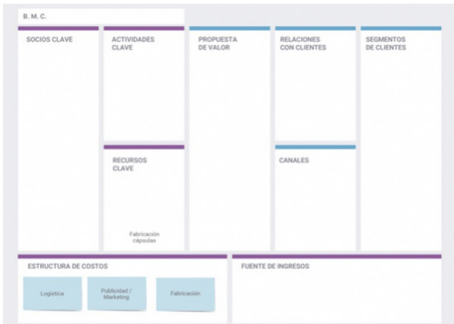 B. M. C.
SOCIOS CLAVE
ACTIVIDADES
CLAVE
PROPUESTA
DE VALOR
RELACIONES
CON CLIENTES
SEGMENTOS
DE CLIENTES
RECURSOS
CLAVE
Fabricación
cápsulas
CANALES
ESTRUCTURA DE COSTOS
Logística
Publicidad /
Marketing
Fabricación
FUENTE DE INGRESOS